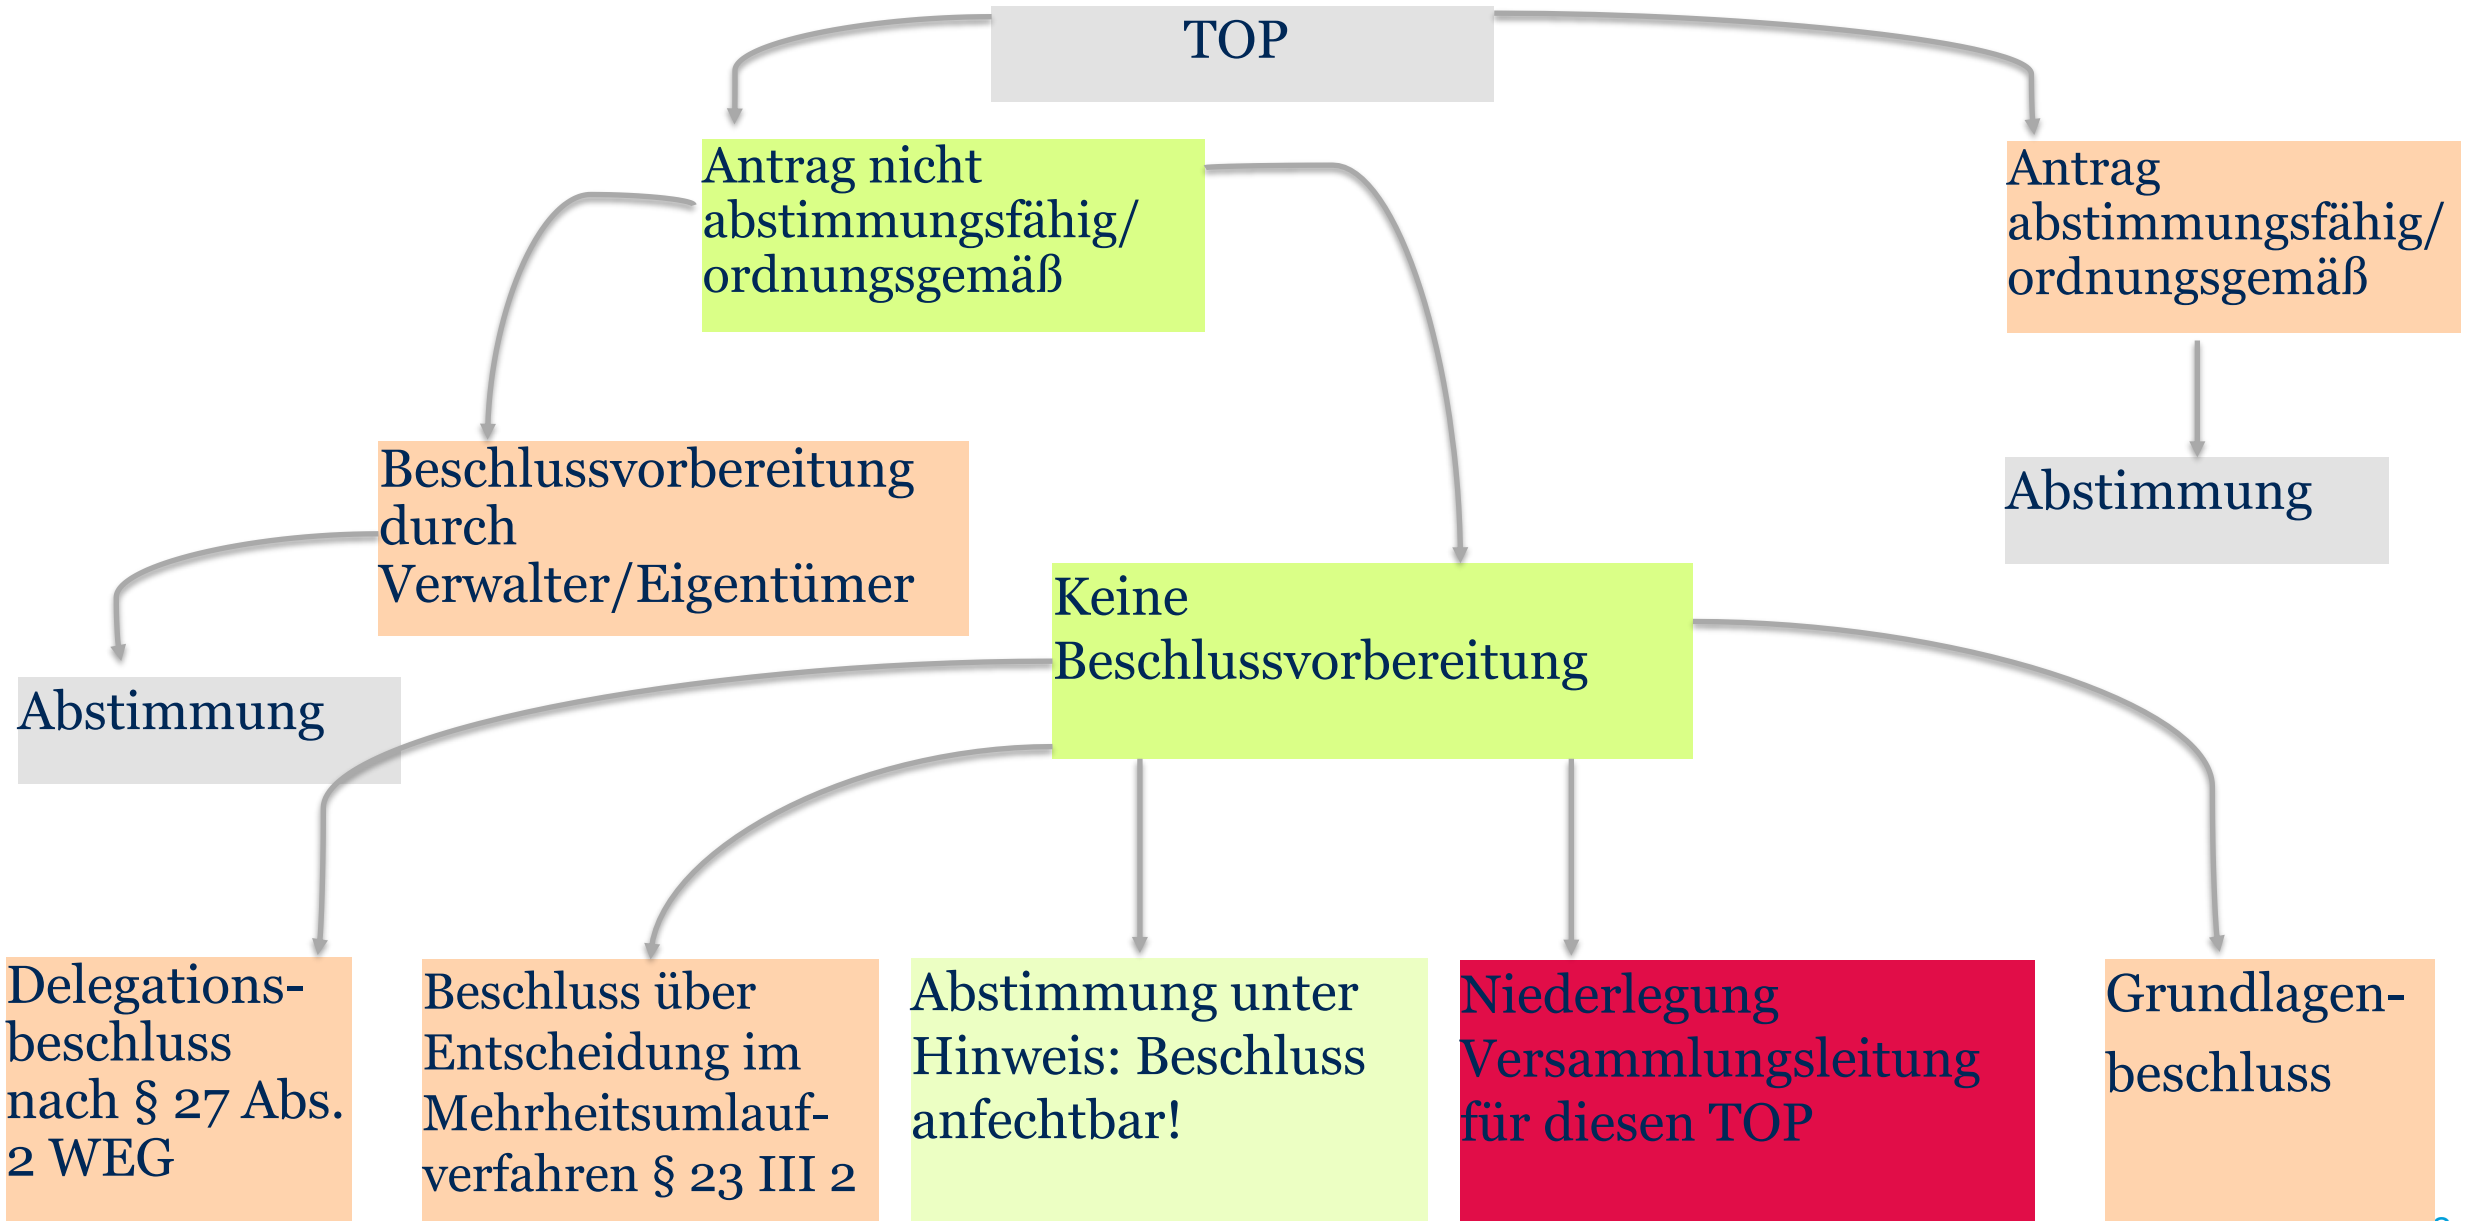 TOP
Antrag nicht
abstimmungsfähig/
ordnungsgemäß
Antrag
abstimmungsfähig/
ordnungsgemäß
Beschlussvorbereitung
durch
Verwalter/Eigentümer
Abstimmung
Keine
Beschlussvorbereitung
Abstimmung
Delegations-
beschluss
nach § 27 Abs.
2 WEG
Beschluss über
Entscheidung im
Mehrheitsumlauf-
verfahren § 23 III 2
Abstimmung unter
Hinweis: Beschluss
anfechtbar!
Niederlegung
Versammlungsleitung
für diesen TOP
Grundlagen-
beschluss